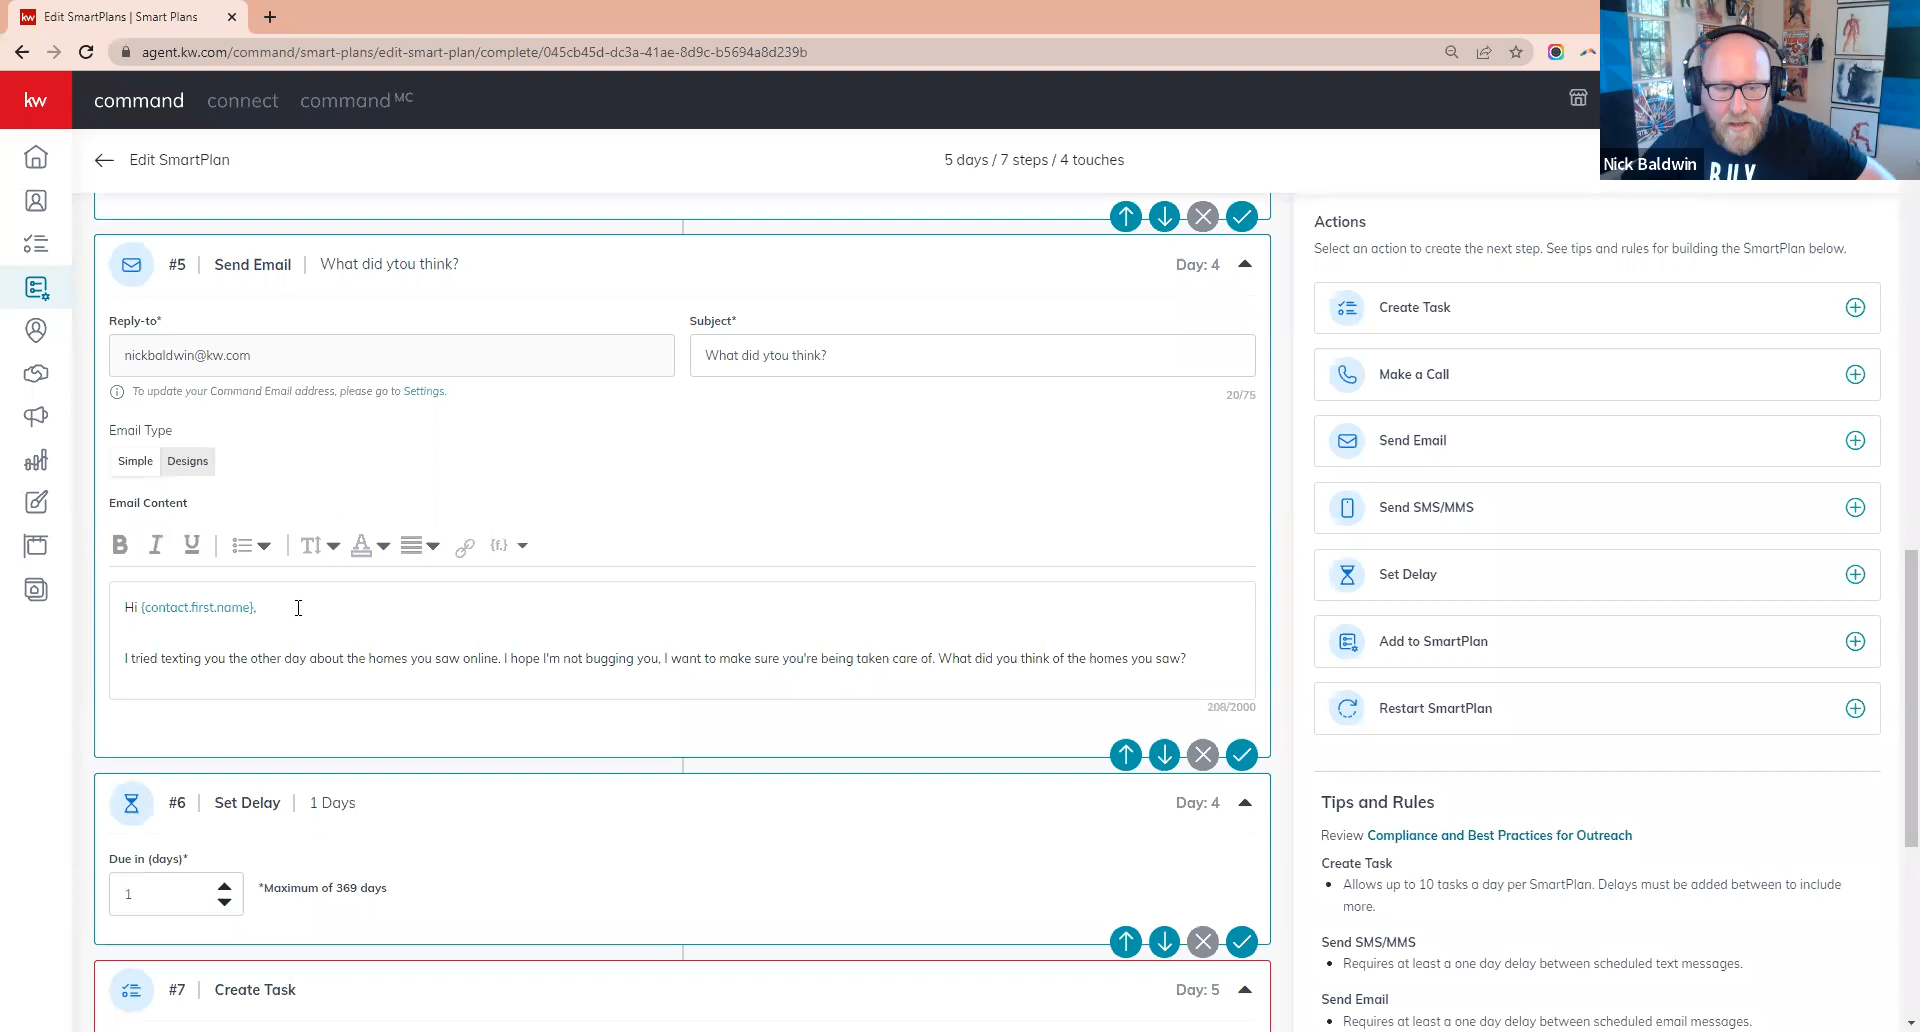 kw Edit SmartPlans | Smart Plans
agent.kw.com/command/smart-plans/edit-smart-plan/complete/045cb45d-dc3a-41ae-8d9c-b5694a8d239b
kw command connect command MC
Nick Baldwin
BUY
Edit SmartPlan 5 days / 7 steps / 4 touches
#5 | Send Email | What did ytou think? Day: 4
Reply-to* Subject*
nickbaldwin@kw.com What did ytou think?
To update your Command Email address, please go to Settings.
20/75
Email Type
Simple Designs
Email Content
B I U
Hi {contact.first.name},
I tried texting you the other day about the homes you saw online. I hope I'm not bugging you, I want to make sure you're being taken care of. What did you think of the homes you saw?
208/2000
#6 | Set Delay | 1 Days Day: 4
Due in (days)*
1 *Maximum of 369 days
#7 | Create Task Day: 5
Actions
Select an action to create the next step. See tips and rules for building the SmartPlan below.
Create Task
Make a Call
Send Email
Send SMS/MMS
Set Delay
Add to SmartPlan
Restart SmartPlan
Tips and Rules
Review Compliance and Best Practices for Outreach
Create Task
• Allows up to 10 tasks a day per SmartPlan. Delays must be added between to include
more.
Send SMS/MMS
• Requires at least a one day delay between scheduled text messages.
Send Email
• Requires at least a one day delay between scheduled email messages.